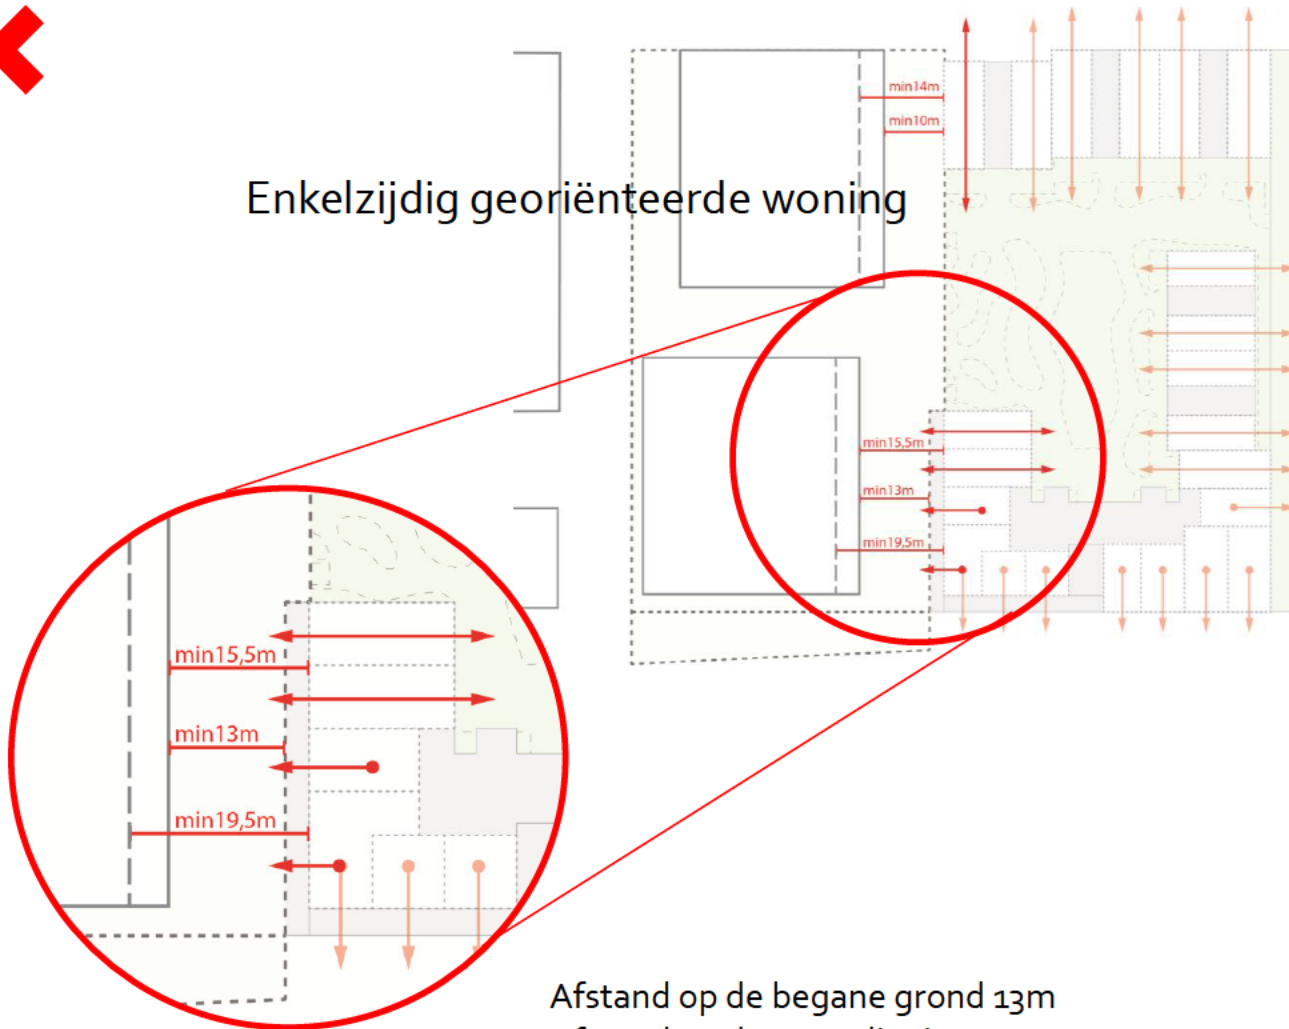 min14m
min10m
Enkelzijdig georiënteerde woning
min15,5m
min13m
min19,5m
min15,5m
min13m
min19,5m
Afstand op de begane grond 13m